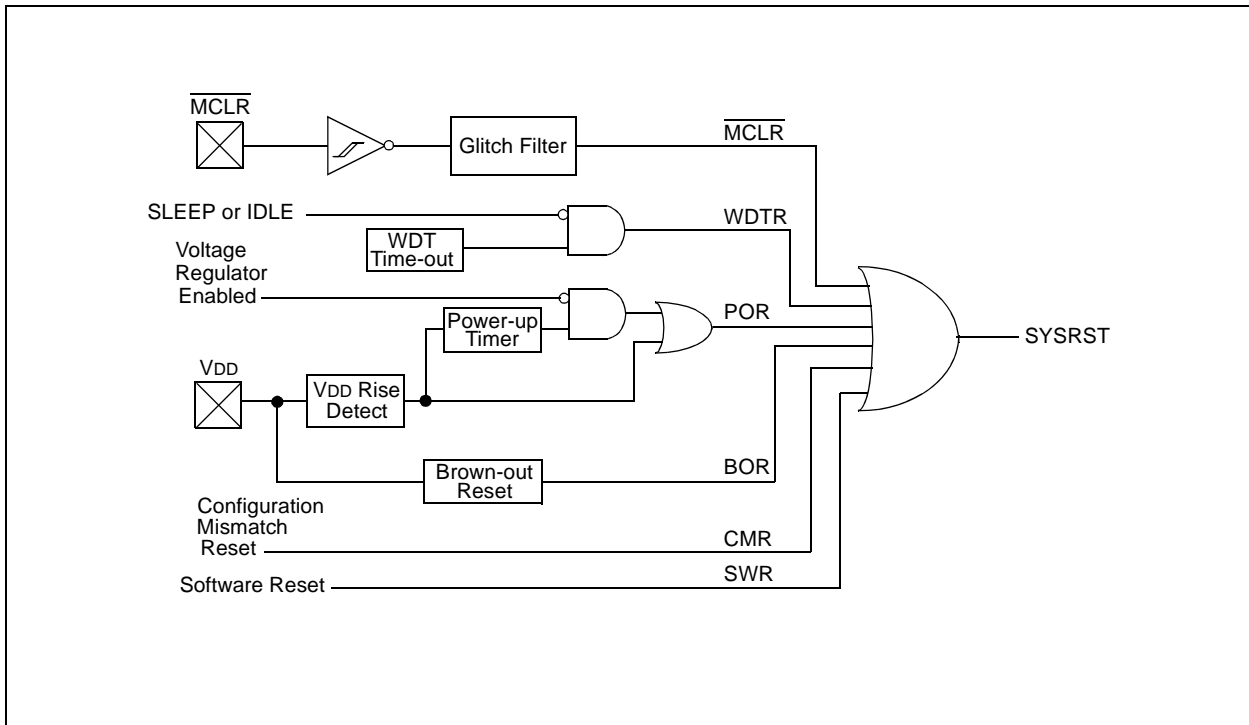 MCLR
MCLR
Glitch Filter
SLEEP or IDLE
WDTR
WDT
Time-out
Voltage
Regulator
Enabled
POR
Power-up
Timer
SYSRST
VDD
VDD Rise
Detect
BOR
Brown-out
Reset
Configuration
Mismatch
Reset
CMR
SWR
Software Reset